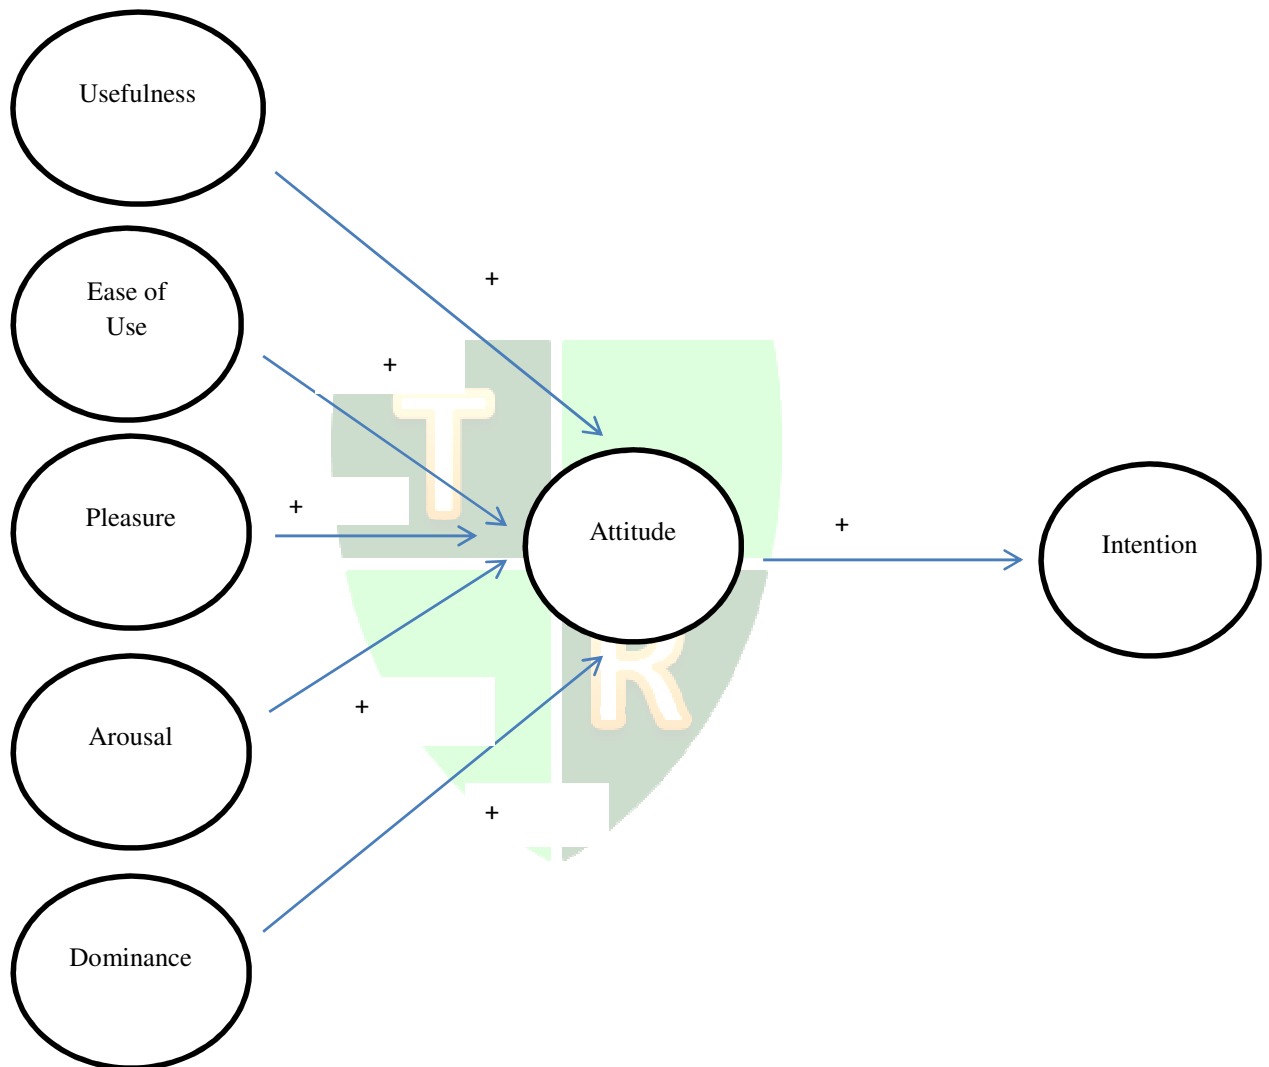 Usefulness
+
Ease of
Use
+
T
Pleasure
+
Attitude
+
Intention
R
Arousal
+
+
Dominance